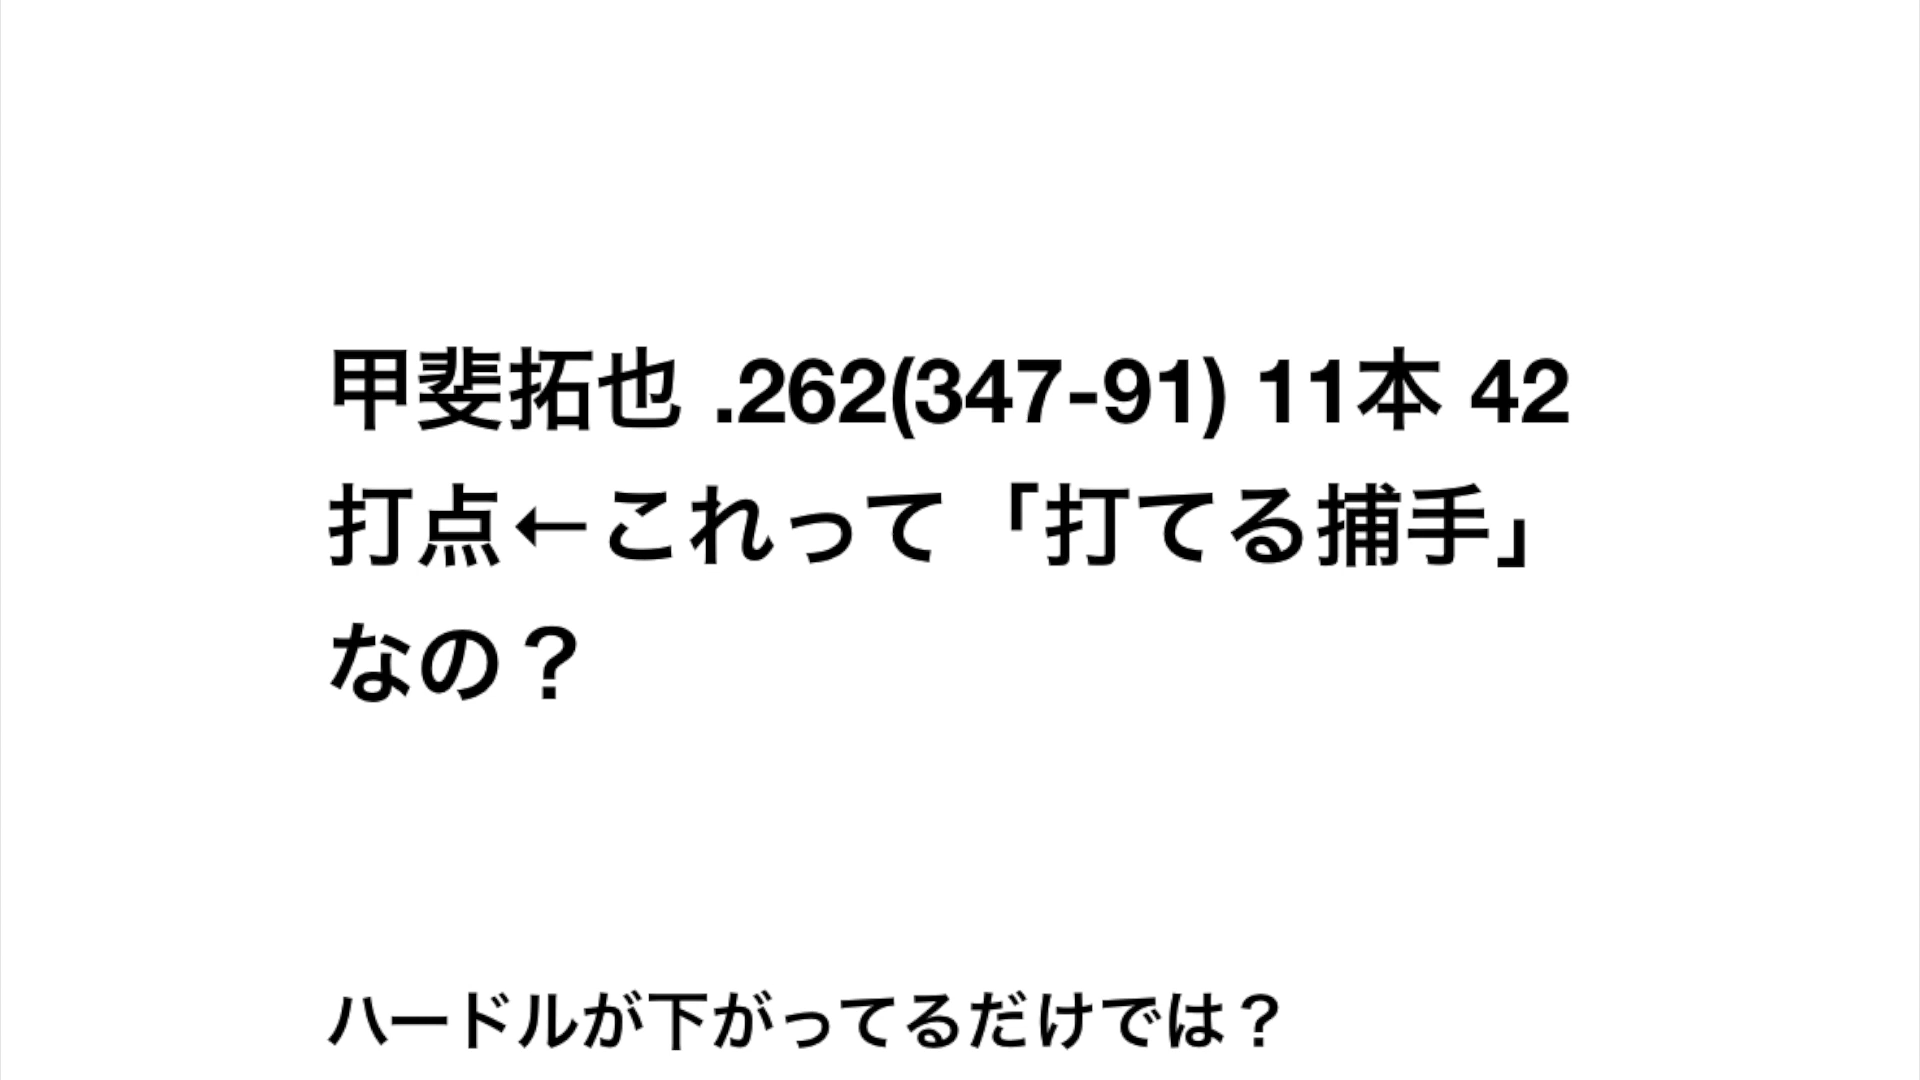 甲斐拓也 .262(347-91) 11本 42
打点←これって「打てる捕手」
なの？
ハードルが下がってるだけでは？